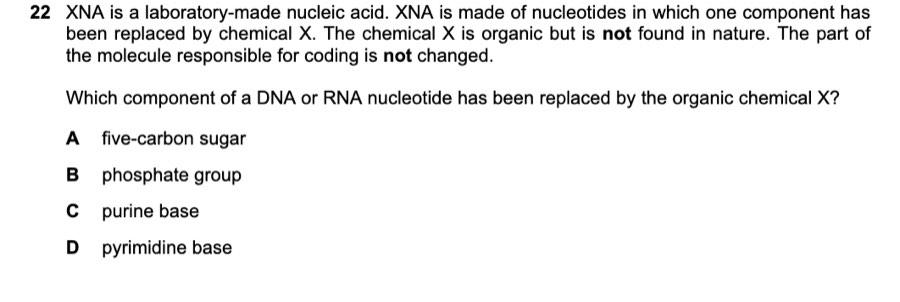 22 XNA is a laboratory-made nucleic acid. XNA is made of nucleotides in which one component has
been replaced by chemical X. The chemical X is organic but is not found in nature. The part of
the molecule responsible for coding is not changed.
Which component of a DNA or RNA nucleotide has been replaced by the organic chemical X?
A five-carbon sugar
B phosphate group
C purine base
D pyrimidine base